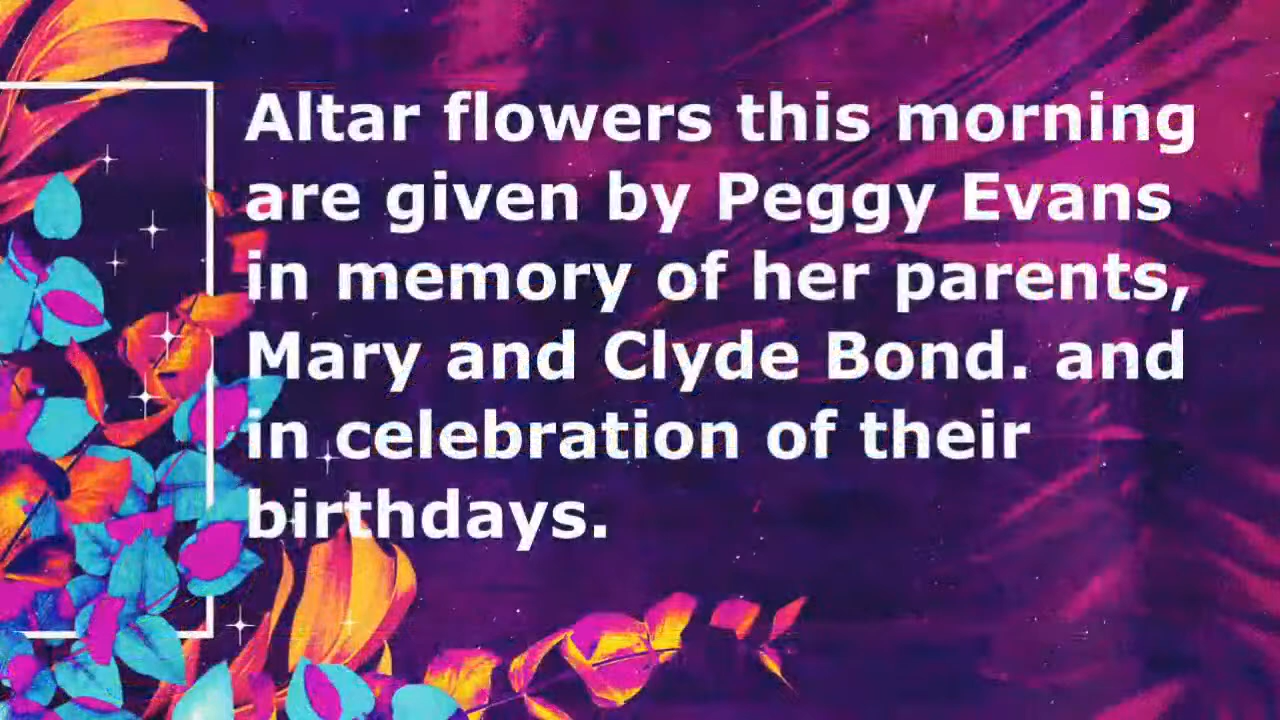 Altar flowers this morning
are given by Peggy Evans
in memory of her parents,
Mary and Clyde Bond. and
in celebration of their
birthdays.